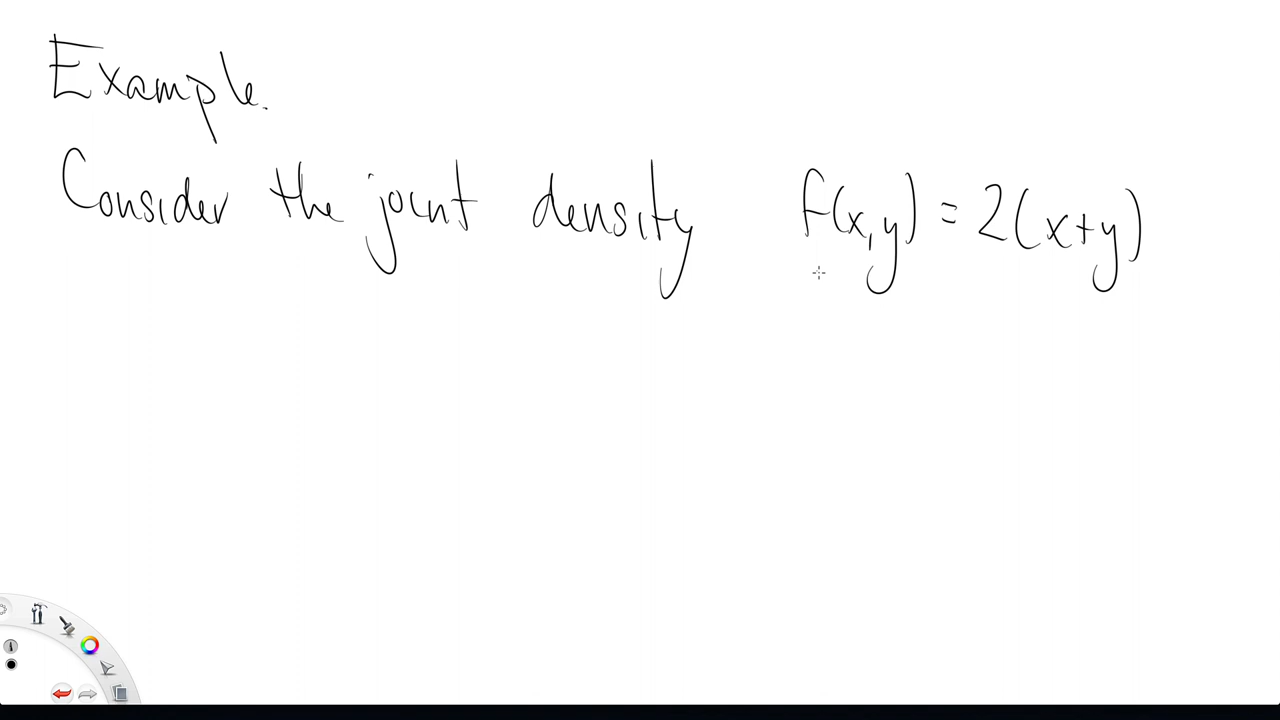 Example.
Consider the joint density f(x,y) = 2(x+y)